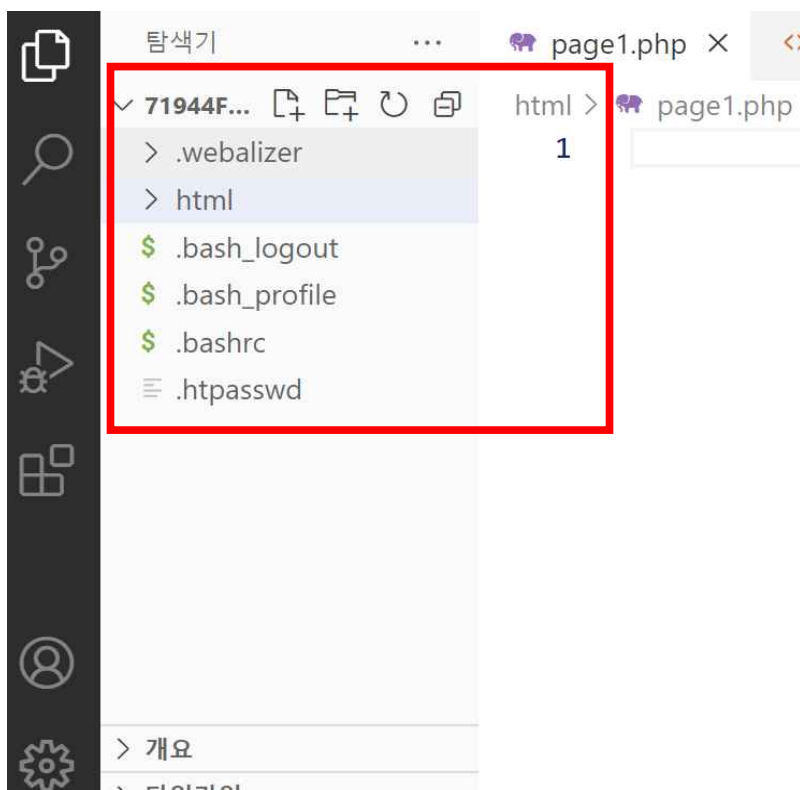 탐색기 ...
page1.php
71944F...
html > page1.php
.webalizer
1
html
.bash_logout
.bash_profile
.bashrc
.htpasswd
개요